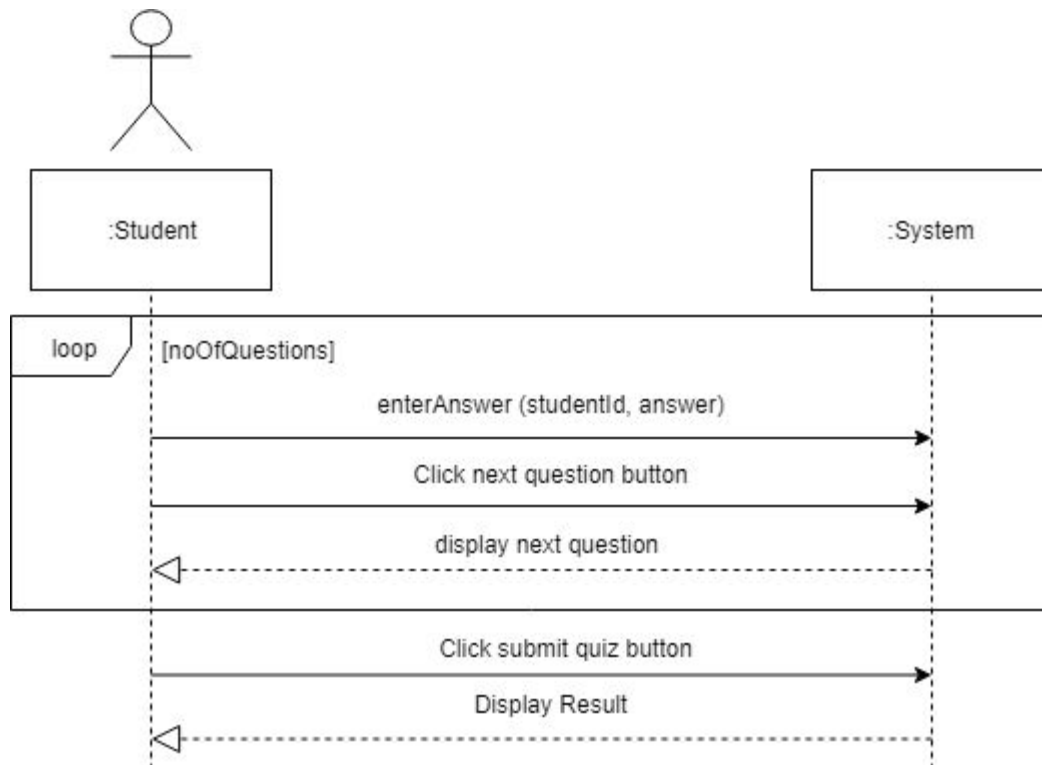 :Student
:System
loop
[noOfQuestions]
enterAnswer (studentId, answer)
Click next question button
display next question
Click submit quiz button
Display Result